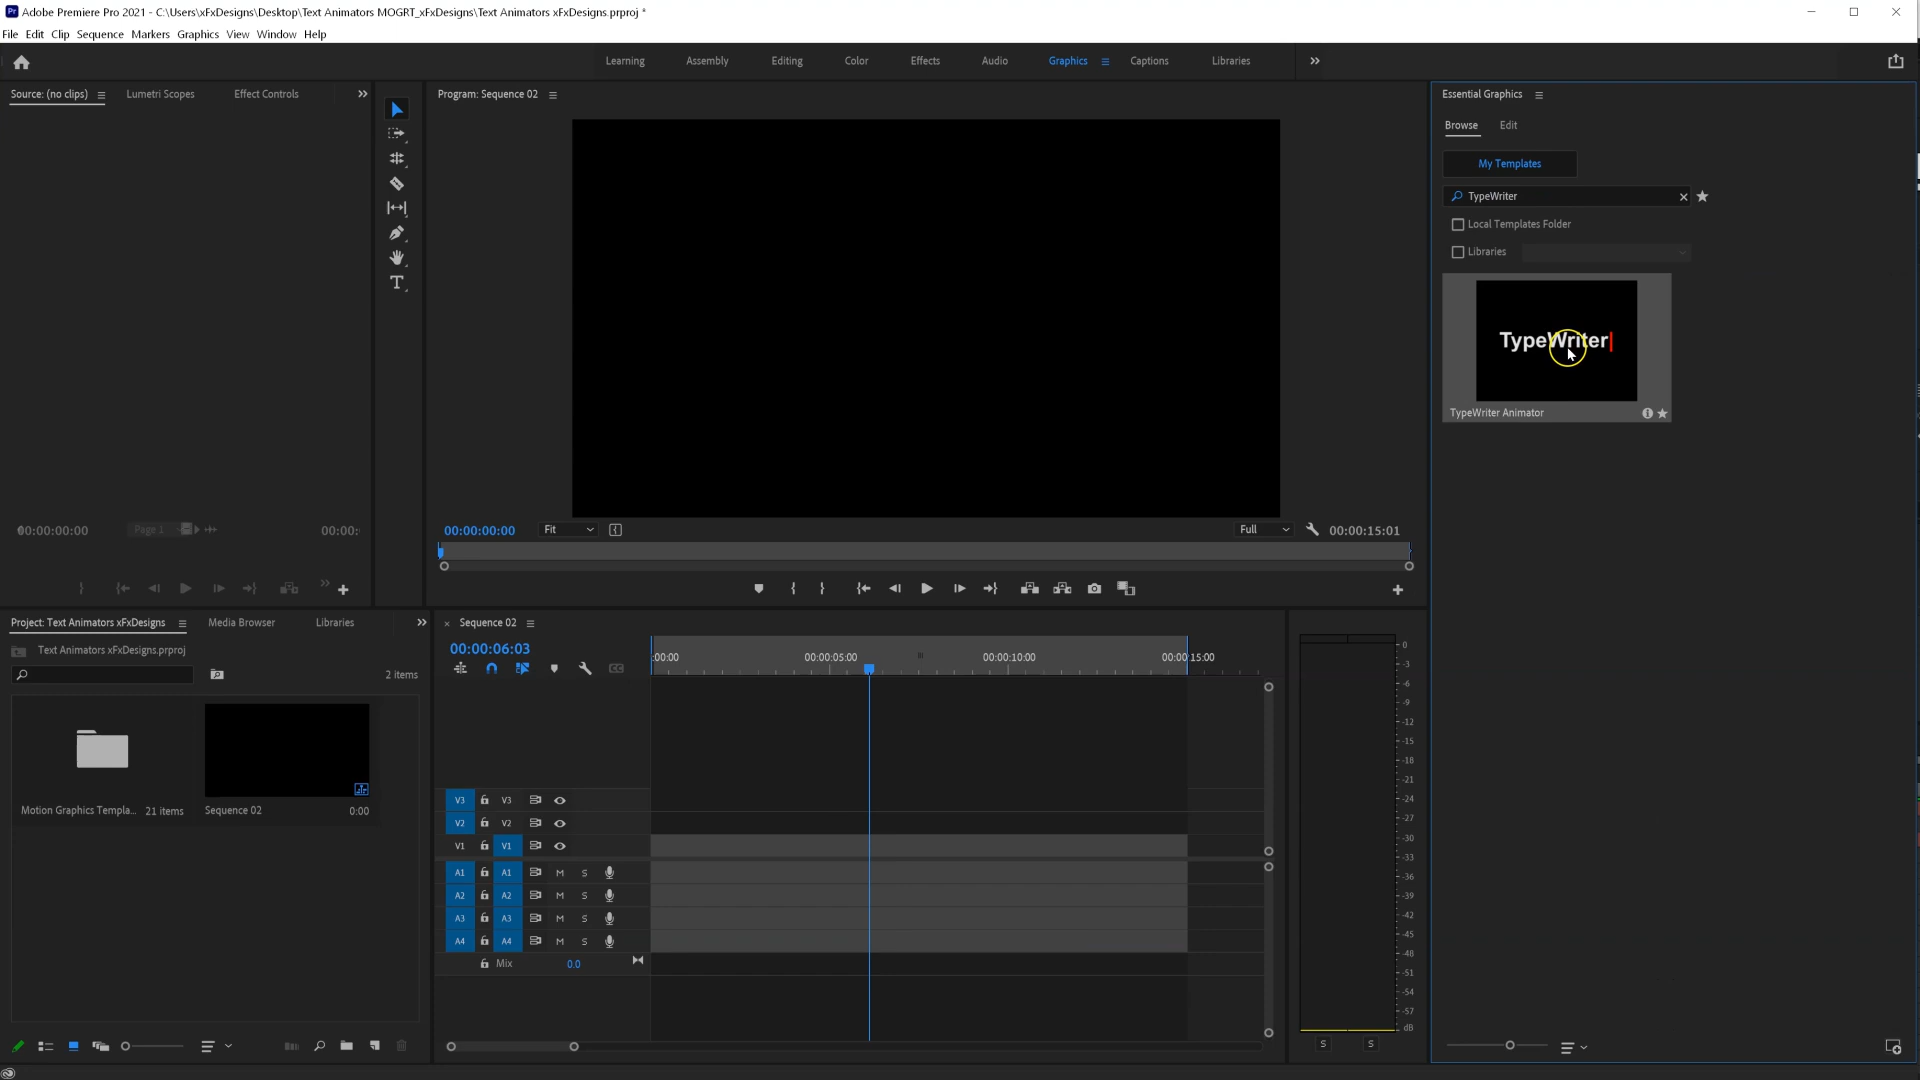 Pr Adobe Premiere Pro 2021 - C:\Users\xFxDesigns\Desktop\Text Animators MOGRT_xFxDesigns\Text Animators xFxDesigns.prproj *
File Edit Clip Sequence Markers Graphics View Window Help
Learning Assembly Editing Color Effects Audio Graphics Captions Libraries
Source: (no clips) Lumetri Scopes Effect Controls
Program: Sequence 02
Essential Graphics
Browse Edit
My Templates
TypeWriter
Local Templates Folder
Libraries
TypeWriter
TypeWriter Animator
00:00:00:00 Page 1 00:00:
00:00:00:00 Fit Full 00:00:15:01
Project: Text Animators xFxDesigns Media Browser Libraries
Text Animators xFxDesigns.prproj
2 items
Motion Graphics Templa... 21 items
Sequence 02 0:00
Sequence 02
00:00:06:03
:00:00 00:00:05:00 00:00:10:00 00:00:15:00
V3 V3
V2 V2
V1 V1
A1 A1 M S
A2 A2 M S
A3 A3 M S
A4 A4 M S
Mix 0.0
0
-3
-6
-9
-12
-15
-18
-21
-24
-27
-30
-33
-36
-39
-42
-45
-48
-51
-54
-57
dB
S S